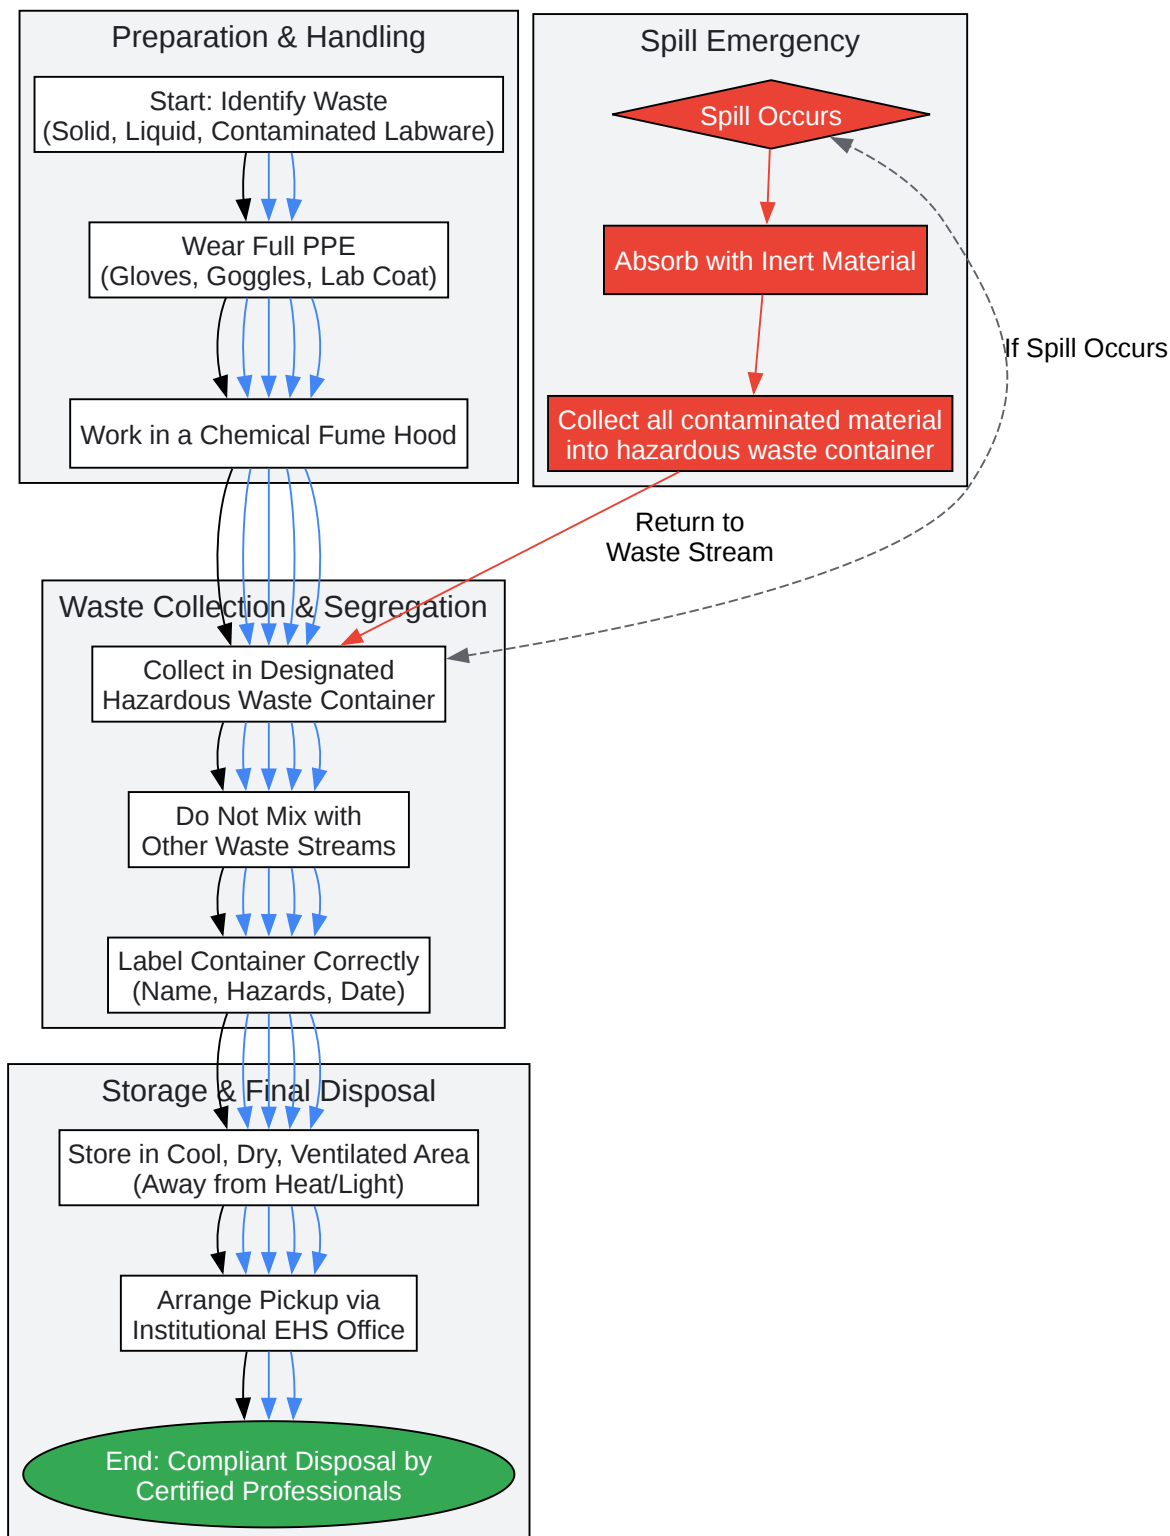 Preparation & Handling
Start: Identify Waste
(Solid, Liquid, Contaminated Labware)
Wear Full PPE
(Gloves, Goggles, Lab Coat)
Work in a Chemical Fume Hood
Spill Emergency
Spill Occurs
Absorb with Inert Material
Collect all contaminated material
into hazardous waste container
If Spill Occurs
Return to
Waste Stream
Waste Collection & Segregation
Collect in Designated
Hazardous Waste Container
Do Not Mix with
Other Waste Streams
Label Container Correctly
(Name, Hazards, Date)
Storage & Final Disposal
Store in Cool, Dry, Ventilated Area
(Away from Heat/Light)
Arrange Pickup via
Institutional EHS Office
End: Compliant Disposal by
Certified Professionals